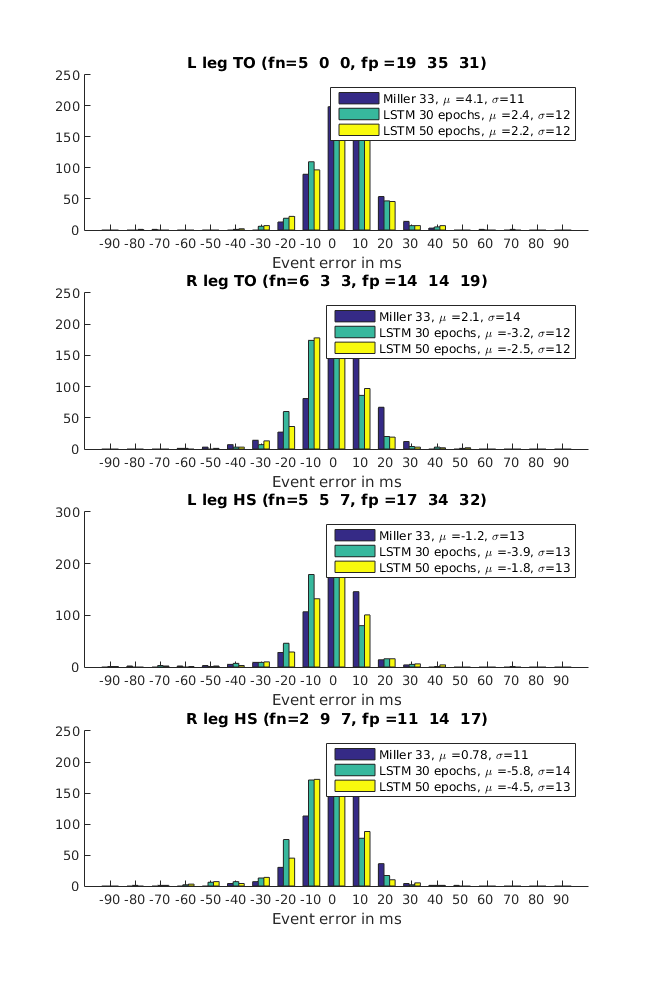 L leg TO (fn=5 0 0, fp =19 35 31)
250
200
150
100
50
0
Miller 33, μ =4.1, σ=11
LSTM 30 epochs, μ =2.4, σ=12
LSTM 50 epochs, μ =2.2, σ=12
-90 -80 -70 -60 -50 -40 -30 -20 -10 0 10 20 30 40 50 60 70 80 90
Event error in ms
R leg TO (fn=6 3 3, fp =14 14 19)
250
200
150
100
50
0
Miller 33, μ =2.1, σ=14
LSTM 30 epochs, μ =-3.2, σ=12
LSTM 50 epochs, μ =-2.5, σ=12
-90 -80 -70 -60 -50 -40 -30 -20 -10 0 10 20 30 40 50 60 70 80 90
Event error in ms
L leg HS (fn=5 5 7, fp =17 34 32)
300
200
100
0
Miller 33, μ =-1.2, σ=13
LSTM 30 epochs, μ =-3.9, σ=13
LSTM 50 epochs, μ =-1.8, σ=13
-90 -80 -70 -60 -50 -40 -30 -20 -10 0 10 20 30 40 50 60 70 80 90
Event error in ms
R leg HS (fn=2 9 7, fp =11 14 17)
250
200
150
100
50
0
Miller 33, μ =0.78, σ=11
LSTM 30 epochs, μ =-5.8, σ=14
LSTM 50 epochs, μ =-4.5, σ=13
-90 -80 -70 -60 -50 -40 -30 -20 -10 0 10 20 30 40 50 60 70 80 90
Event error in ms